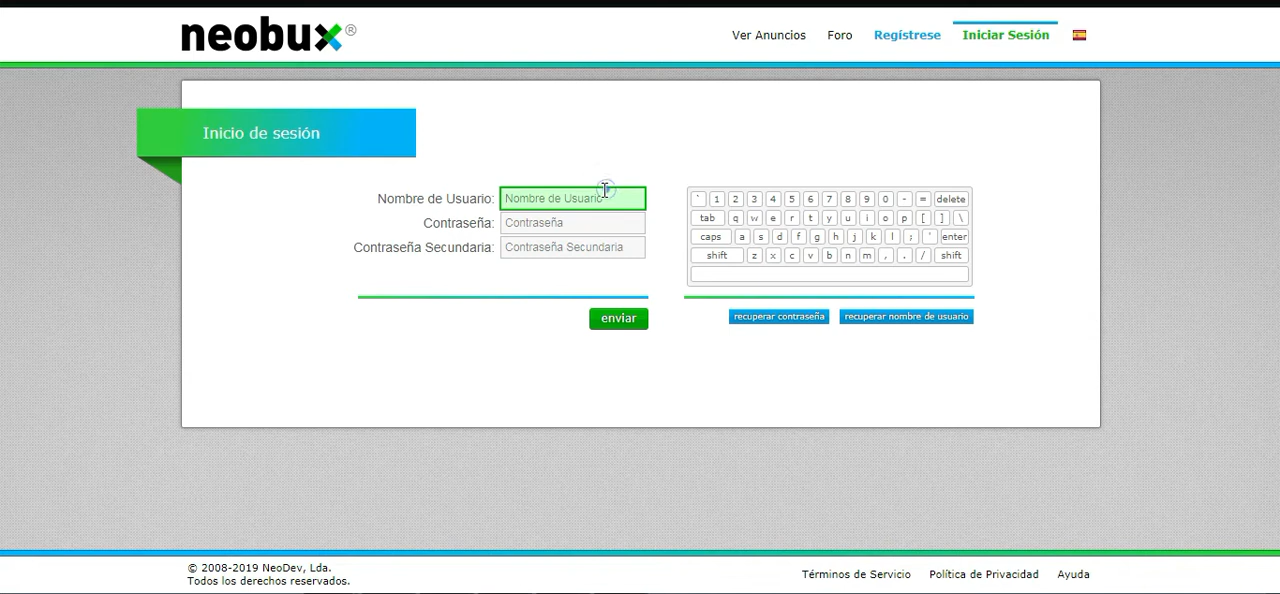 neobux®
Ver Anuncios Foro Regístrese Iniciar Sesión
Inicio de sesión
Nombre de Usuario: Nombre de Usuario
Contraseña: Contraseña
Contraseña Secundaria: Contraseña Secundaria
` 1 2 3 4 5 6 7 8 9 0 - = delete
tab q w e r t y u i o p [ ] \
caps a s d f g h j k l ; ' enter
shift z x c v b n m , . / shift
enviar
recuperar contraseña recuperar nombre de usuario
© 2008-2019 NeoDev, Lda.
Todos los derechos reservados.
Términos de Servicio Política de Privacidad Ayuda